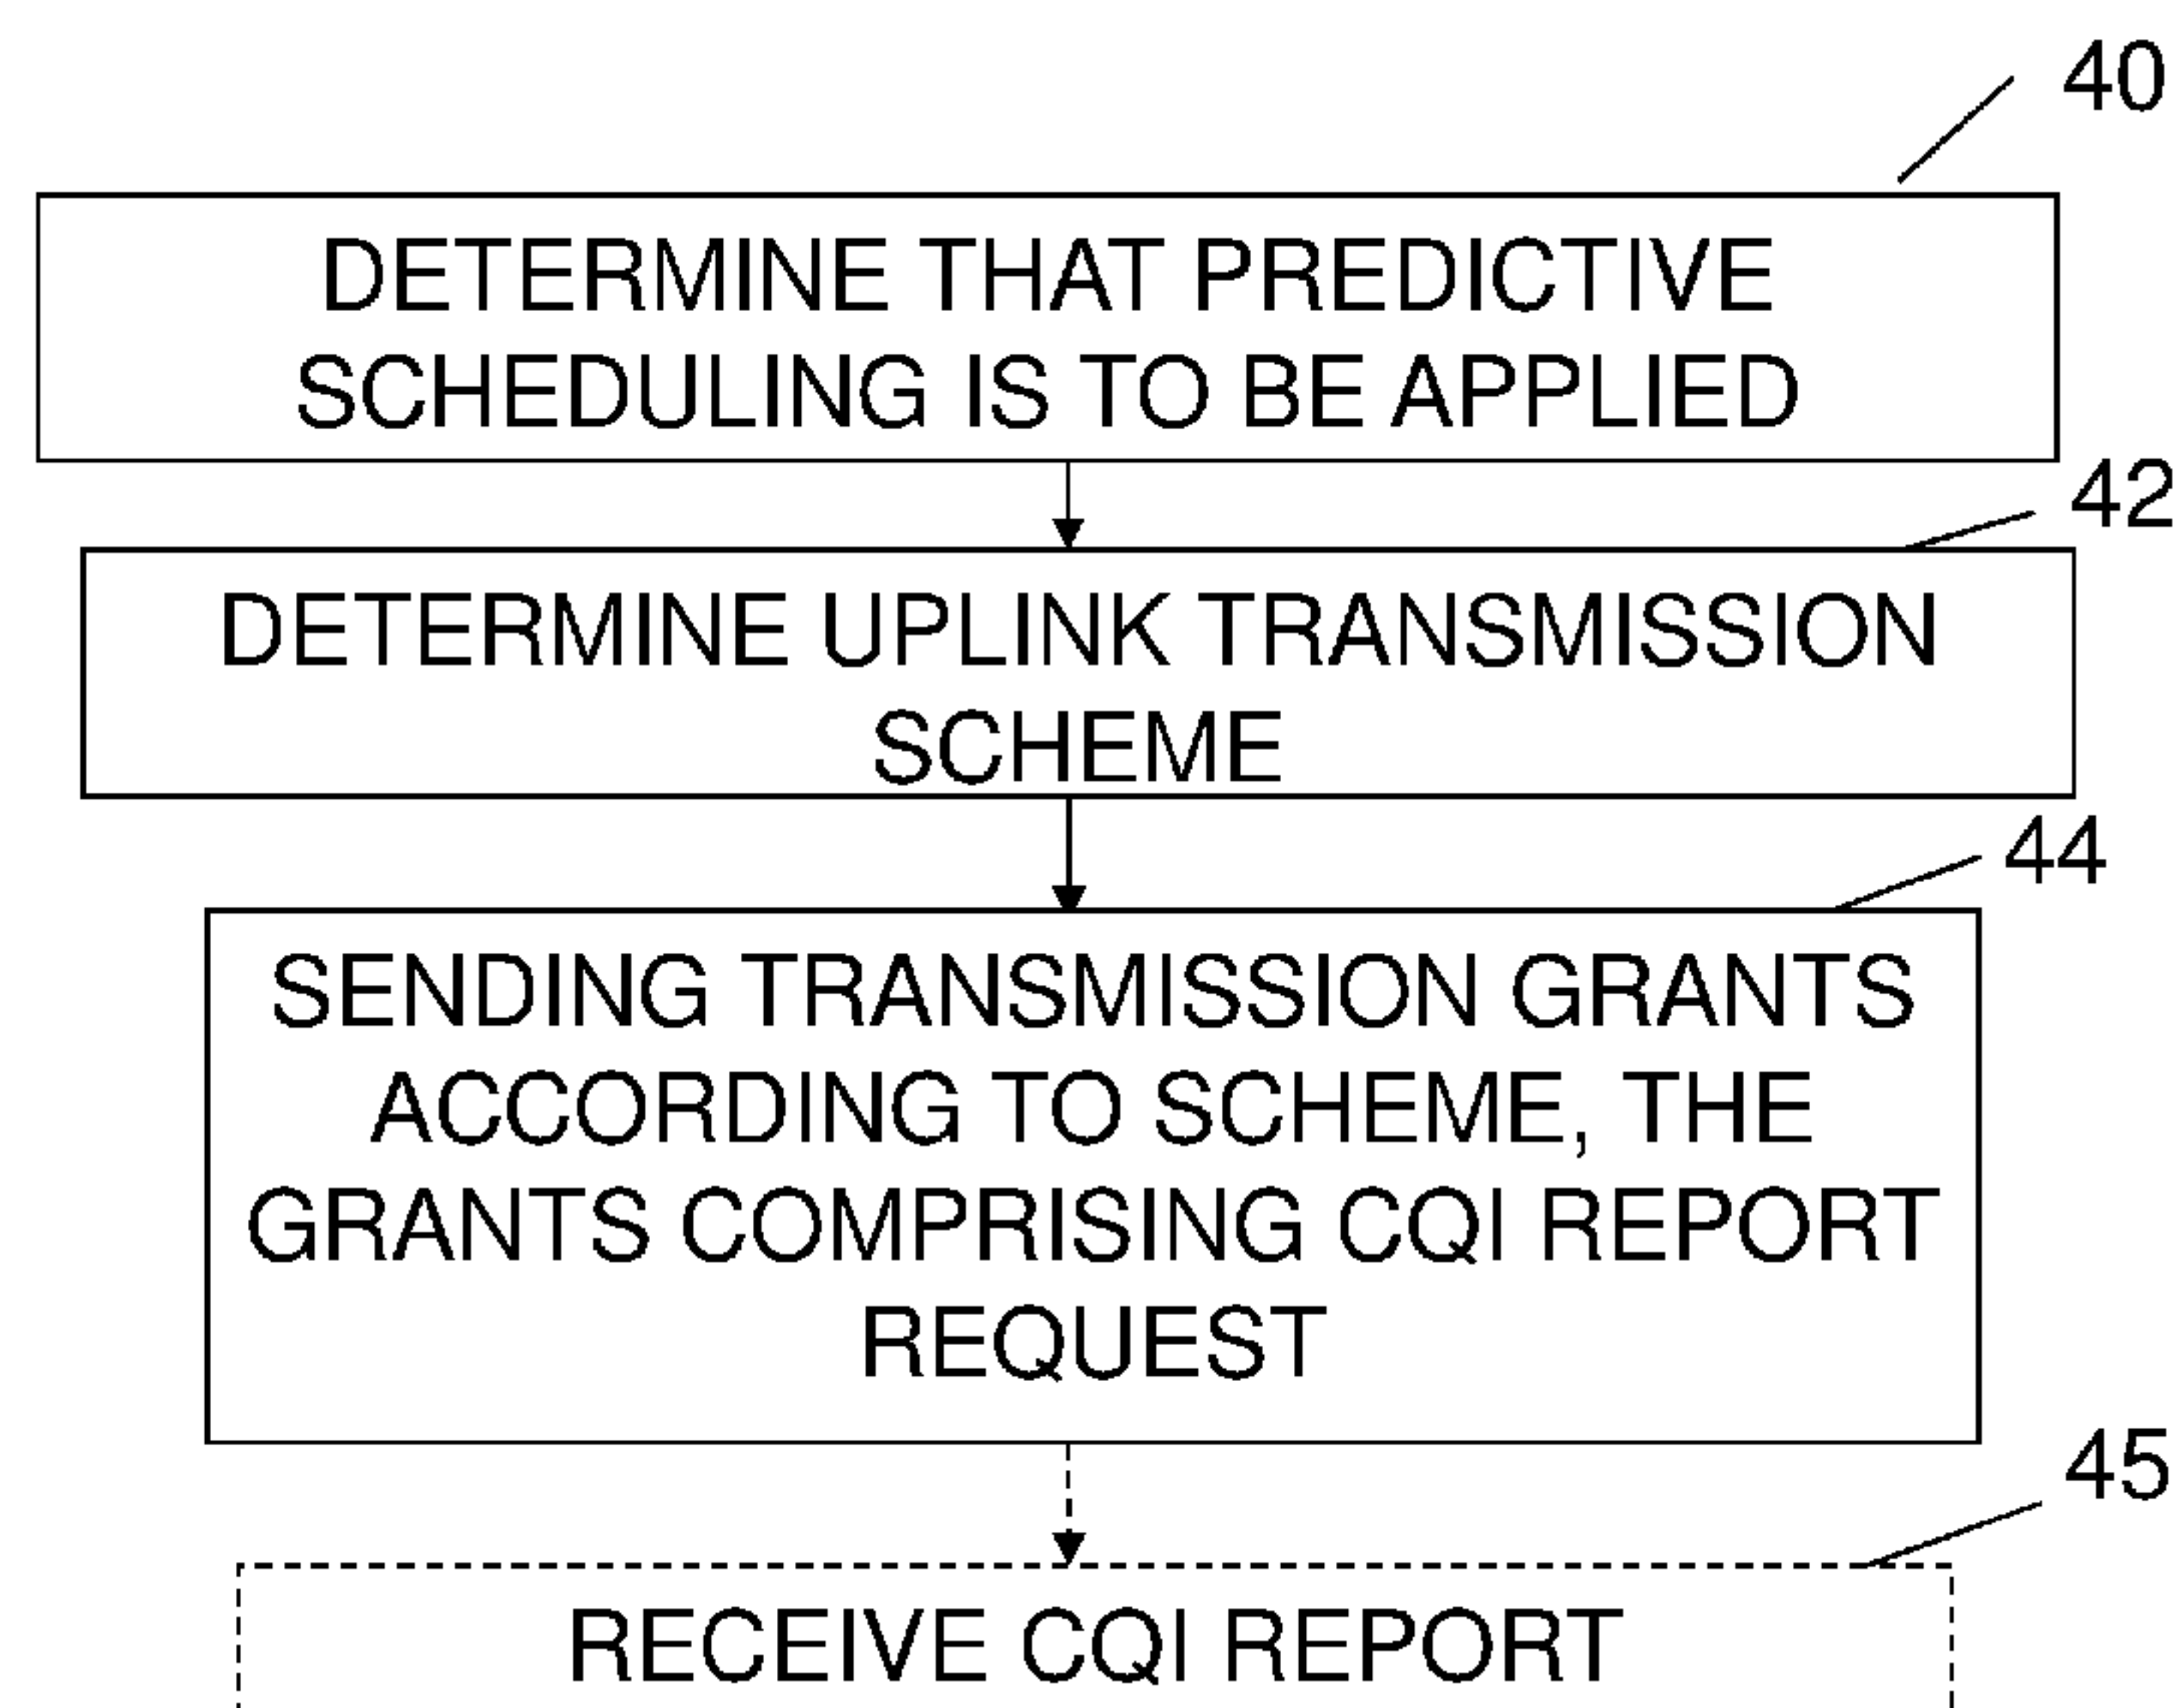 40
DETERMINE THAT PREDICTIVE
SCHEDULING IS TO BE APPLIED
42
DETERMINE UPLINK TRANSMISSION
SCHEME
44
SENDING TRANSMISSION GRANTS
ACCORDING TO SCHEME, THE
GRANTS COMPRISING CQI REPORT
REQUEST
45
RECEIVE CQI REPORT